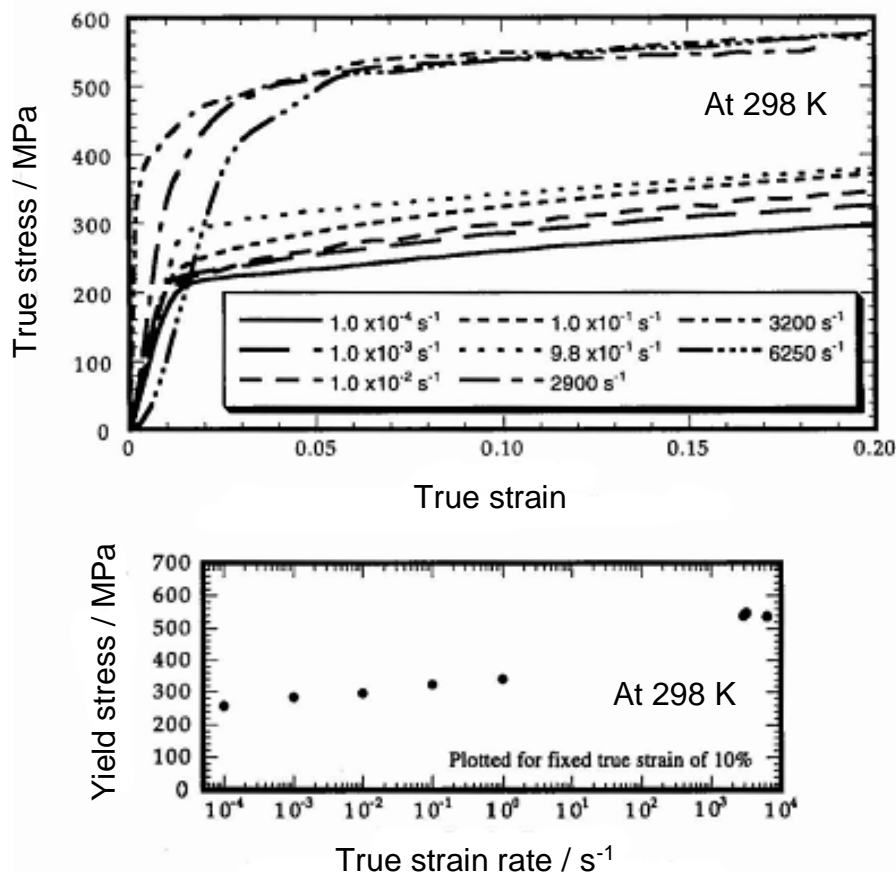 600
500
400
300
200
100
0
True stress / MPa
At 298 K
1.0 x10⁻⁴ s⁻¹ 1.0 x10⁻¹ s⁻¹ 3200 s⁻¹
1.0 x10⁻³ s⁻¹ 9.8 x10⁻¹ s⁻¹ 6250 s⁻¹
1.0 x10⁻² s⁻¹ 2900 s⁻¹
0 0.05 0.10 0.15 0.20
True strain
700
600
500
400
300
200
100
0
Yield stress / MPa
At 298 K
Plotted for fixed true strain of 10%
10⁻⁴ 10⁻³ 10⁻² 10⁻¹ 10⁰ 10¹ 10² 10³ 10⁴
True strain rate / s⁻¹